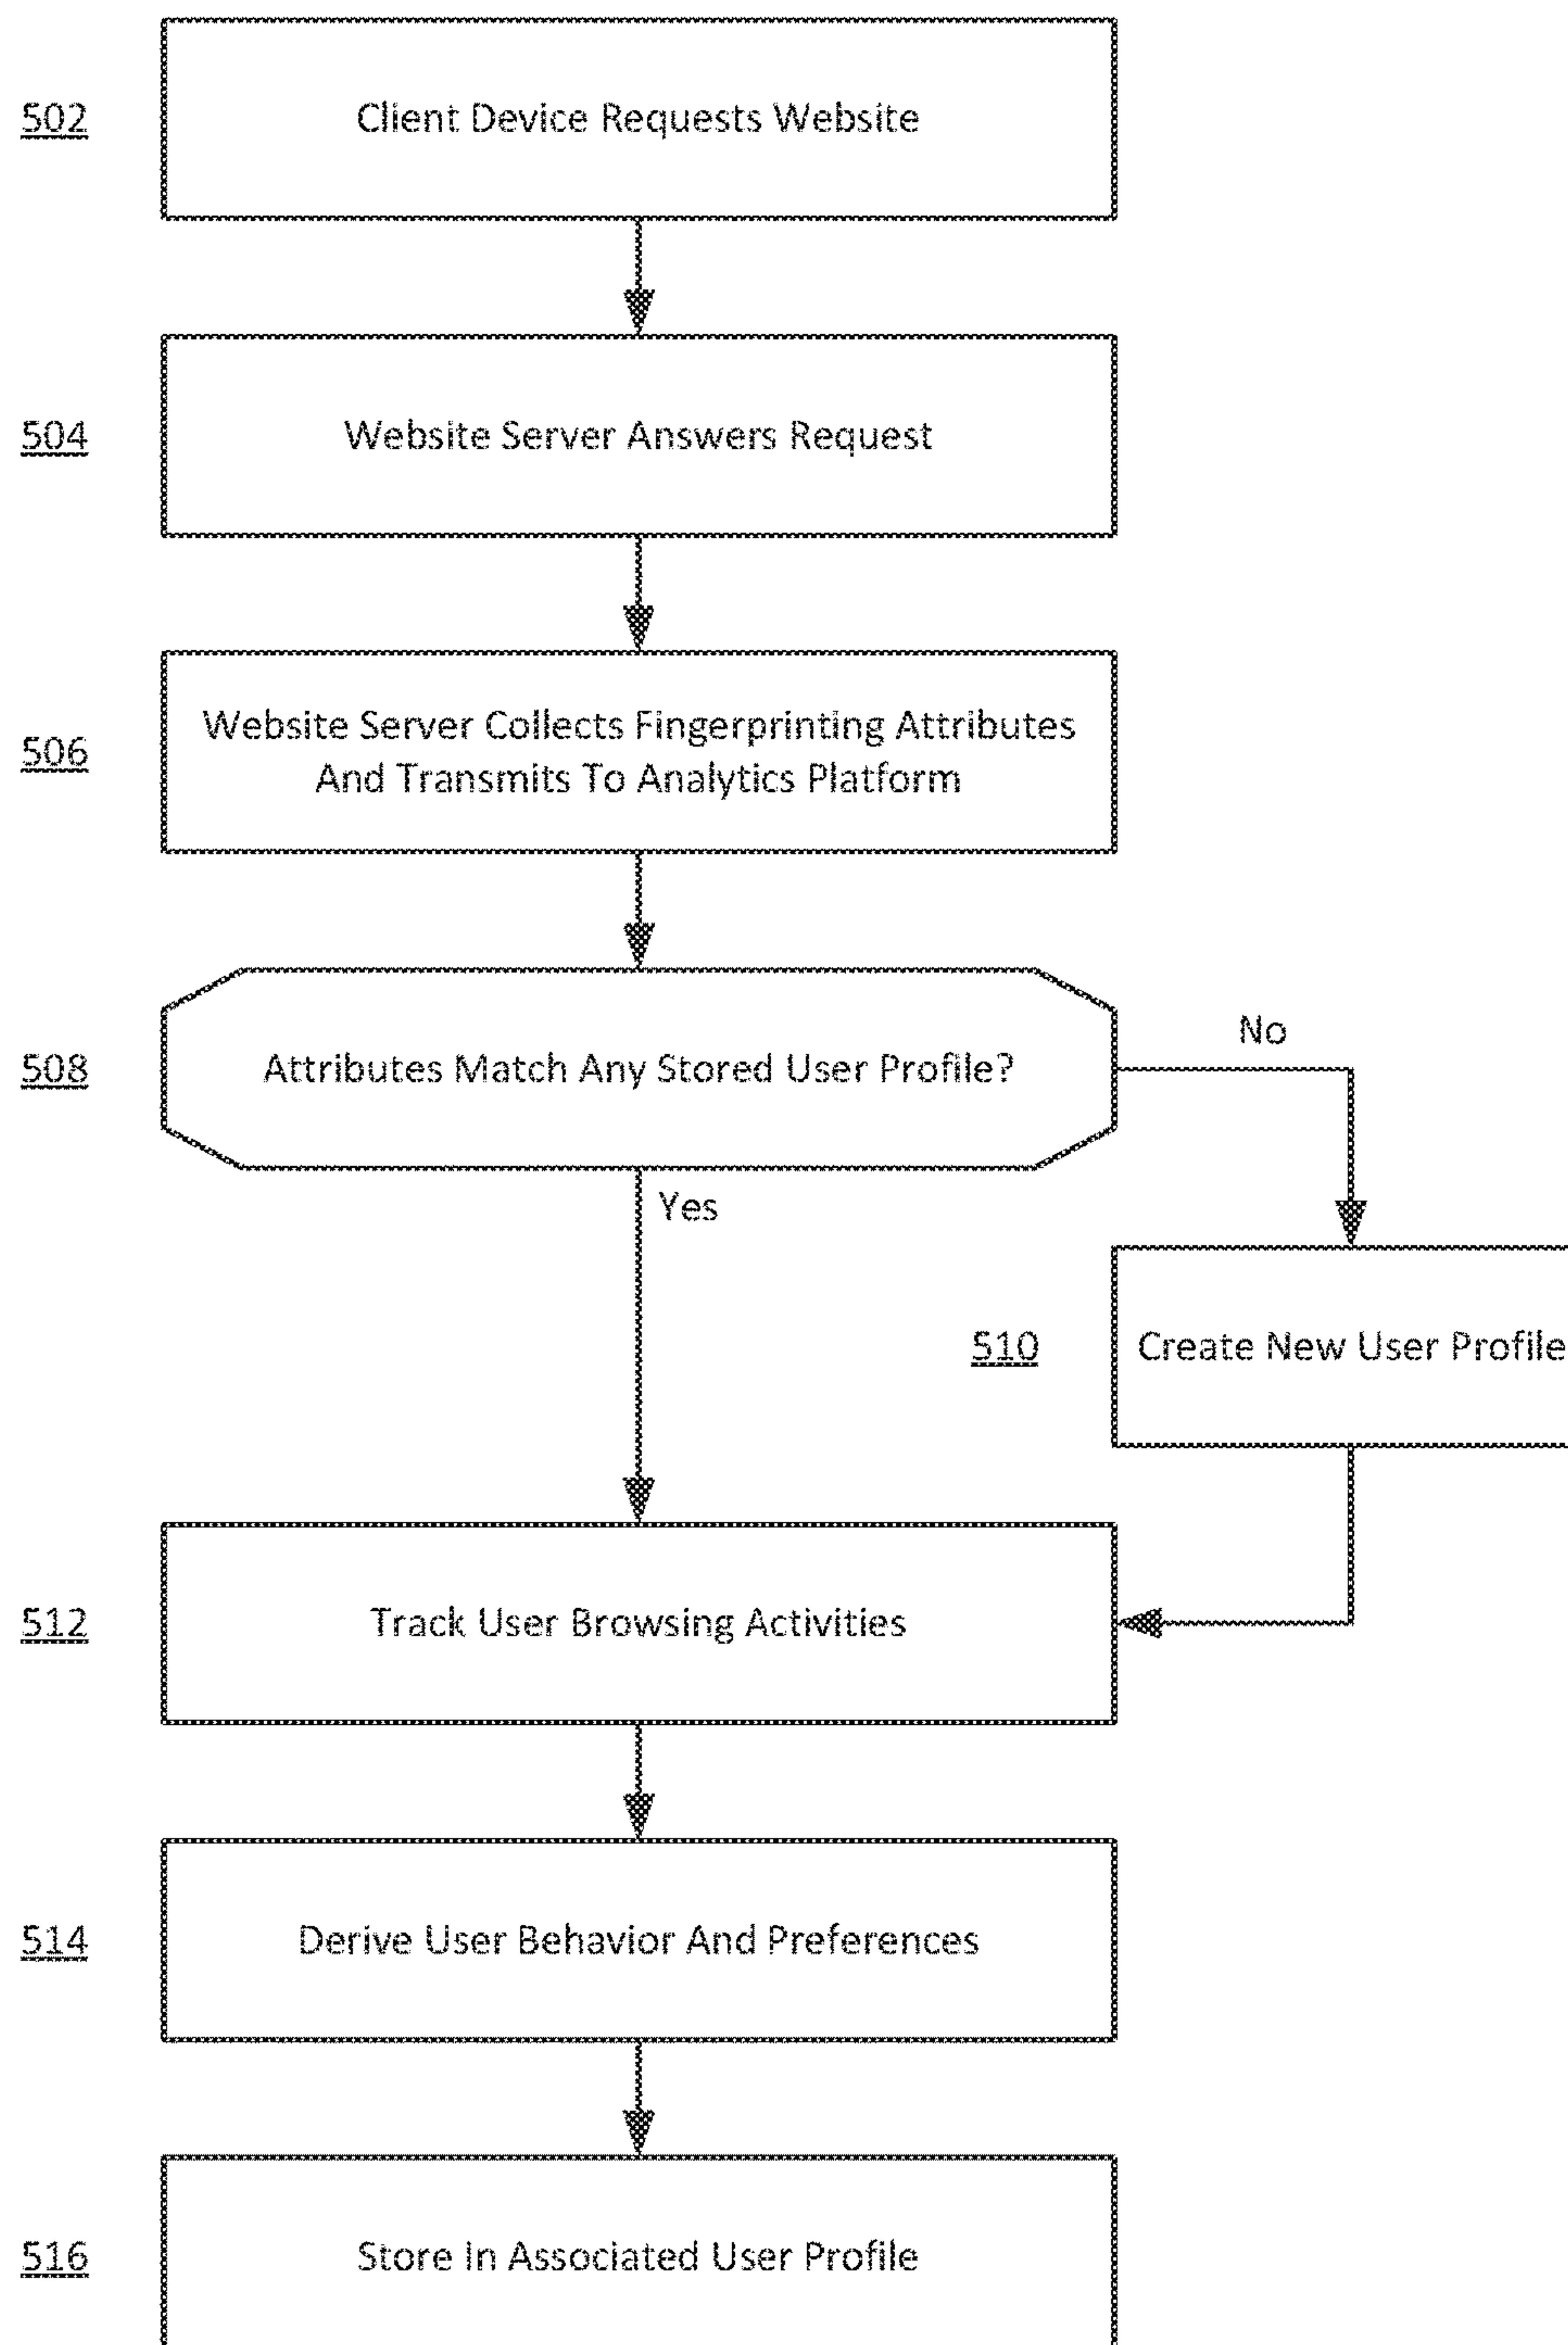 502
Client Device Requests Website
504
Website Server Answers Request
506
Website Server Collects Fingerprinting Attributes
And Transmits To Analytics Platform
508
Attributes Match Any Stored User Profile?
No
Yes
510
Create New User Profile
512
Track User Browsing Activities
514
Derive User Behavior And Preferences
516
Store In Associated User Profile